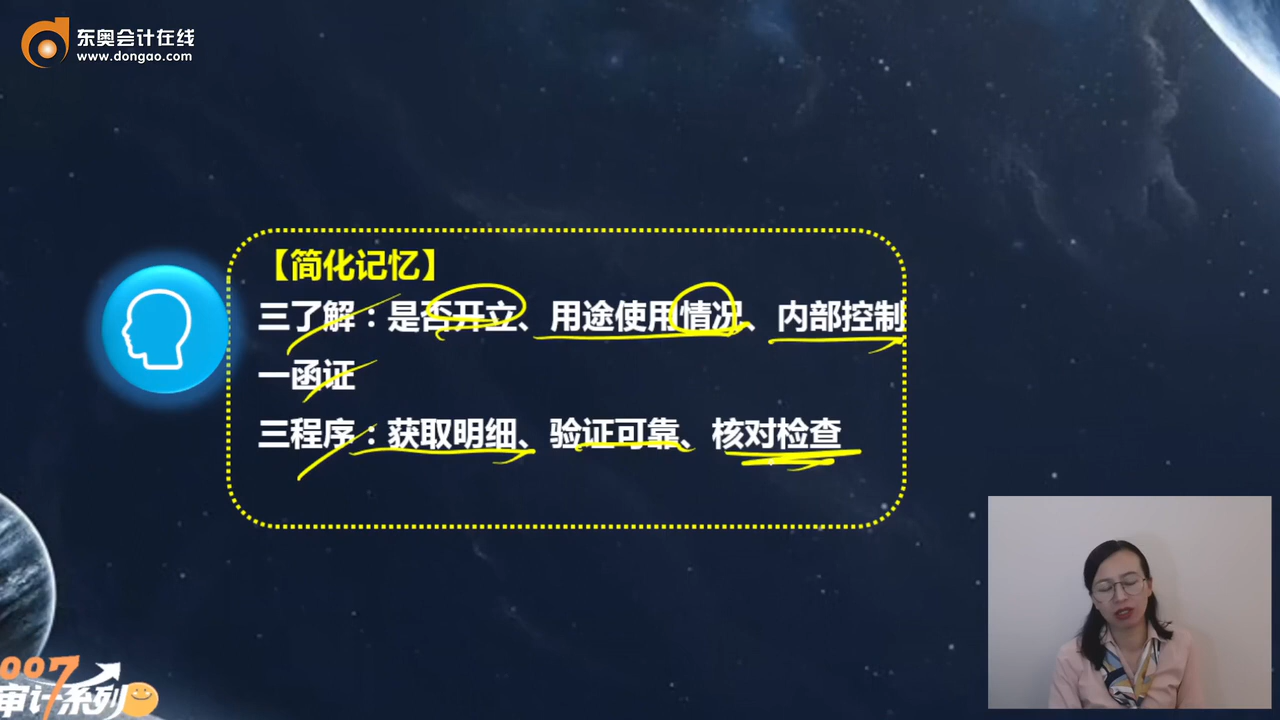 东奥会计在线
www.dongao.com
【简化记忆】
三了解：是否开立、用途使用情况、内部控制
一函证
三程序：获取明细、验证可靠、核对检查
007
审计系列